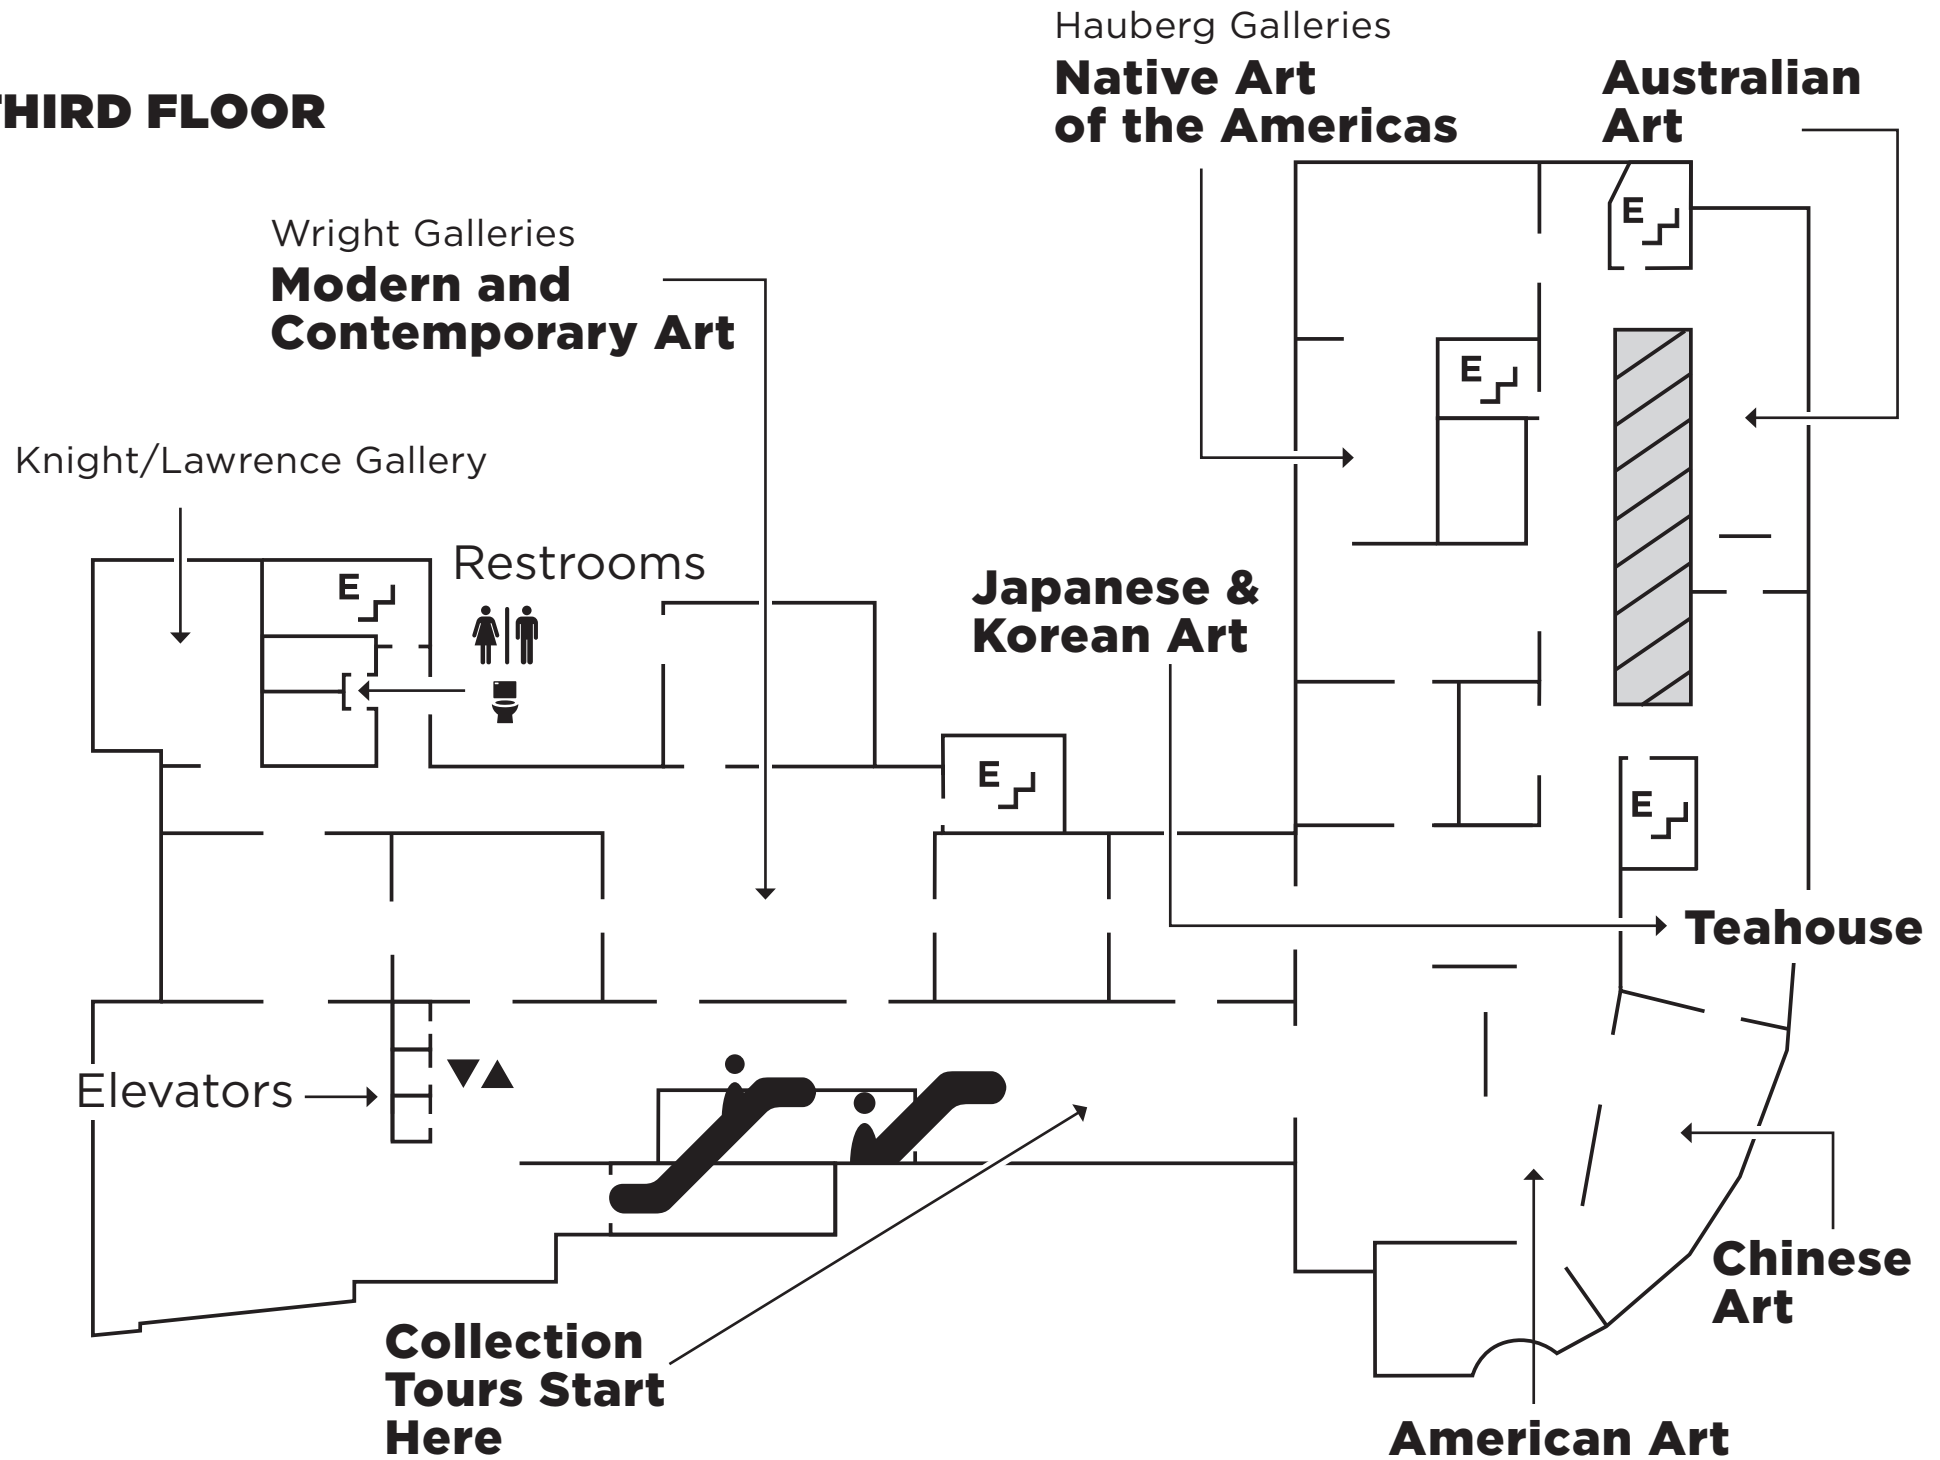 THIRD FLOOR
Hauberg Galleries
Native Art
of the Americas
Australian
Art
Wright Galleries
Modern and
Contemporary Art
Knight/Lawrence Gallery
Restrooms
Japanese &
Korean Art
E
E
E
E
E
Teahouse
Elevators
Chinese
Art
Collection
Tours Start
Here
American Art